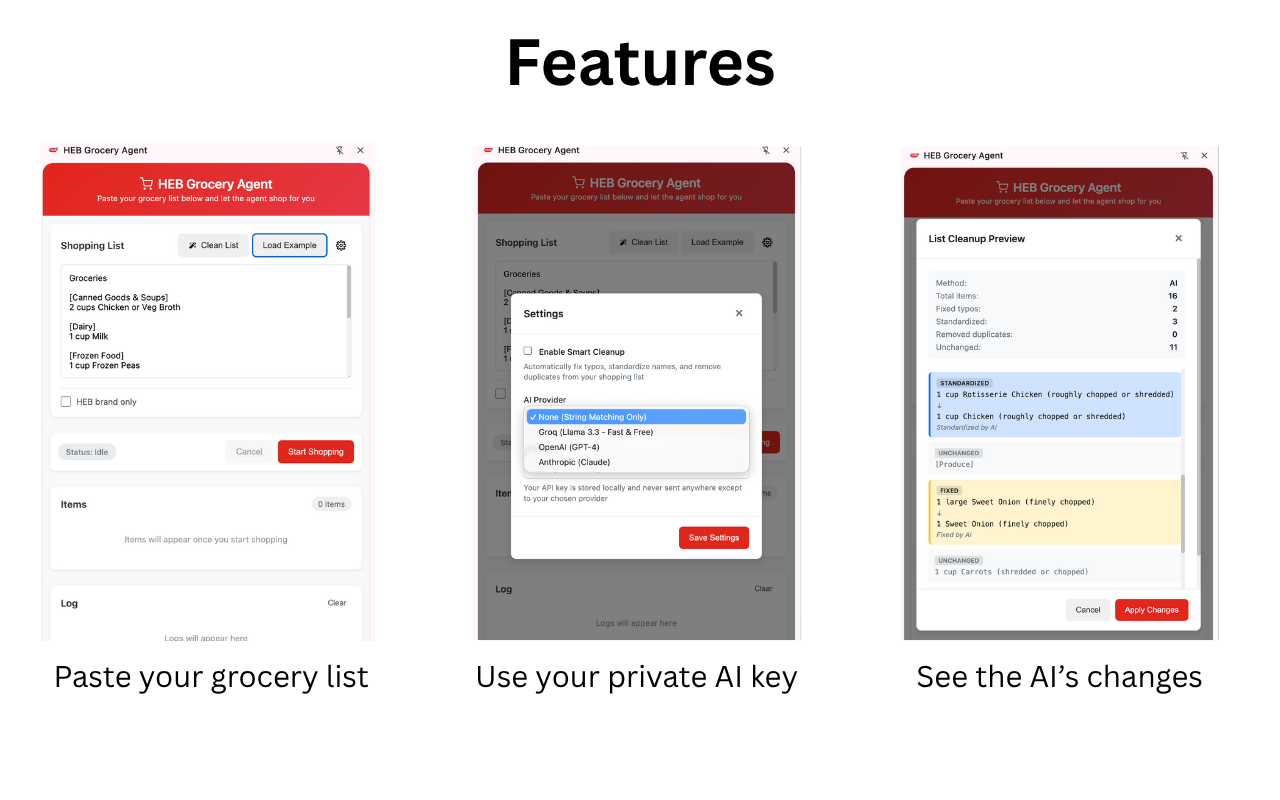 Features
HEB Grocery Agent
HEB Grocery Agent
Paste your grocery list below and let the agent shop for you
Shopping List
Clean List
Load Example
Groceries
[Canned Goods & Soups]
2 cups Chicken or Veg Broth
[Dairy]
1 cup Milk
[Frozen Food]
1 cup Frozen Peas
HEB brand only
Status: Idle
Cancel
Start Shopping
Items
0 items
Items will appear once you start shopping
Log
Clear
Logs will appear here
Paste your grocery list
HEB Grocery Agent
HEB Grocery Agent
Paste your grocery list below and let the agent shop for you
Shopping List
Clean List
Load Example
Groceries
[Canned Goods & Soups]
2
[D
1 c
[F
1 c
Settings
Enable Smart Cleanup
Automatically fix typos, standardize names, and remove
duplicates from your shopping list
AI Provider
✓ None (String Matching Only)
Groq (Llama 3.3 - Fast & Free)
OpenAI (GPT-4)
Anthropic (Claude)
Your API key is stored locally and never sent anywhere except
to your chosen provider
Save Settings
Sta
ng
Iter
ms
Log
Clear
Logs will appear here
Use your private AI key
HEB Grocery Agent
HEB Grocery Agent
Paste your grocery list below and let the agent shop for you
List Cleanup Preview
Method: AI
Total items: 16
Fixed typos: 2
Standardized: 3
Removed duplicates: 0
Unchanged: 11
STANDARDIZED
1 cup Rotisserie Chicken (roughly chopped or shredded)
↓
1 cup Chicken (roughly chopped or shredded)
Standardized by AI
UNCHANGED
[Produce]
FIXED
1 large Sweet Onion (finely chopped)
↓
1 Sweet Onion (finely chopped)
Fixed by AI
UNCHANGED
1 cup Carrots (shredded or chopped)
Cancel
Apply Changes
See the AI's changes